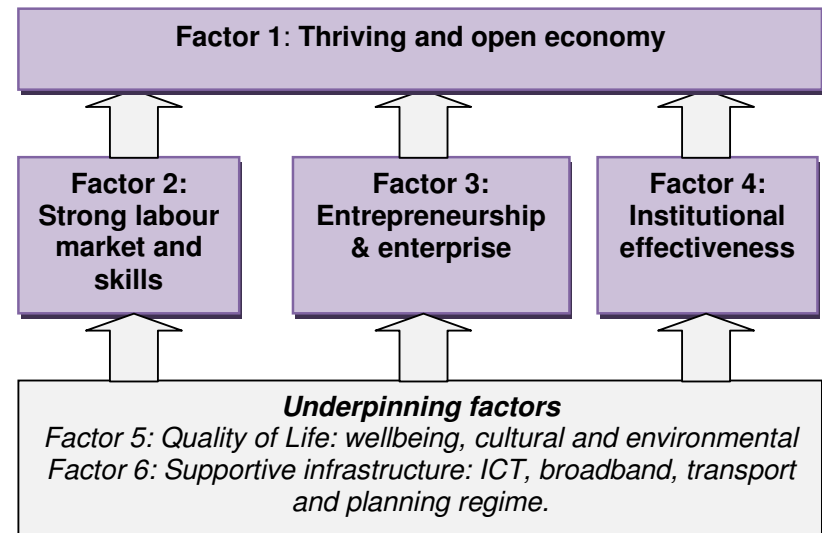 Factor 1: Thriving and open economy
Factor 2:
Strong labour
market and
skills
Factor 3:
Entrepreneurship
& enterprise
Factor 4:
Institutional
effectiveness
Underpinning factors
Factor 5: Quality of Life: wellbeing, cultural and environmental
Factor 6: Supportive infrastructure: ICT, broadband, transport
and planning regime.